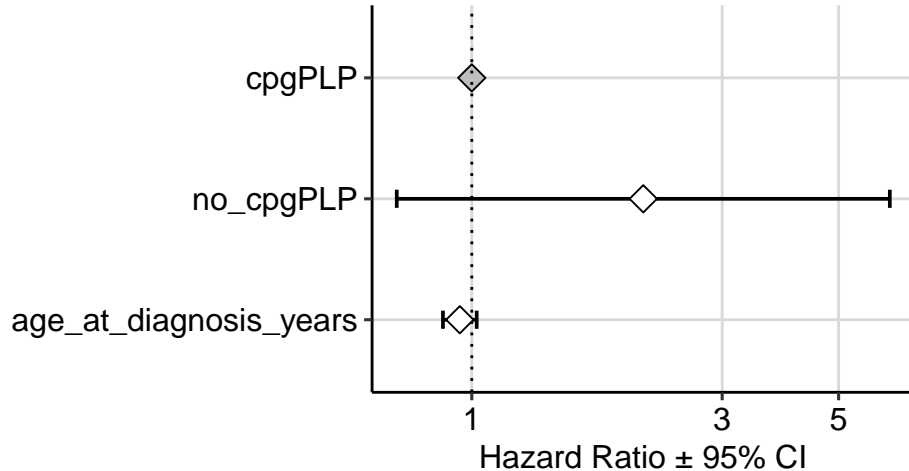 cpgPLP
no_cpgPLP
age_at_diagnosis_years
1 3 5
Hazard Ratio ± 95% CI